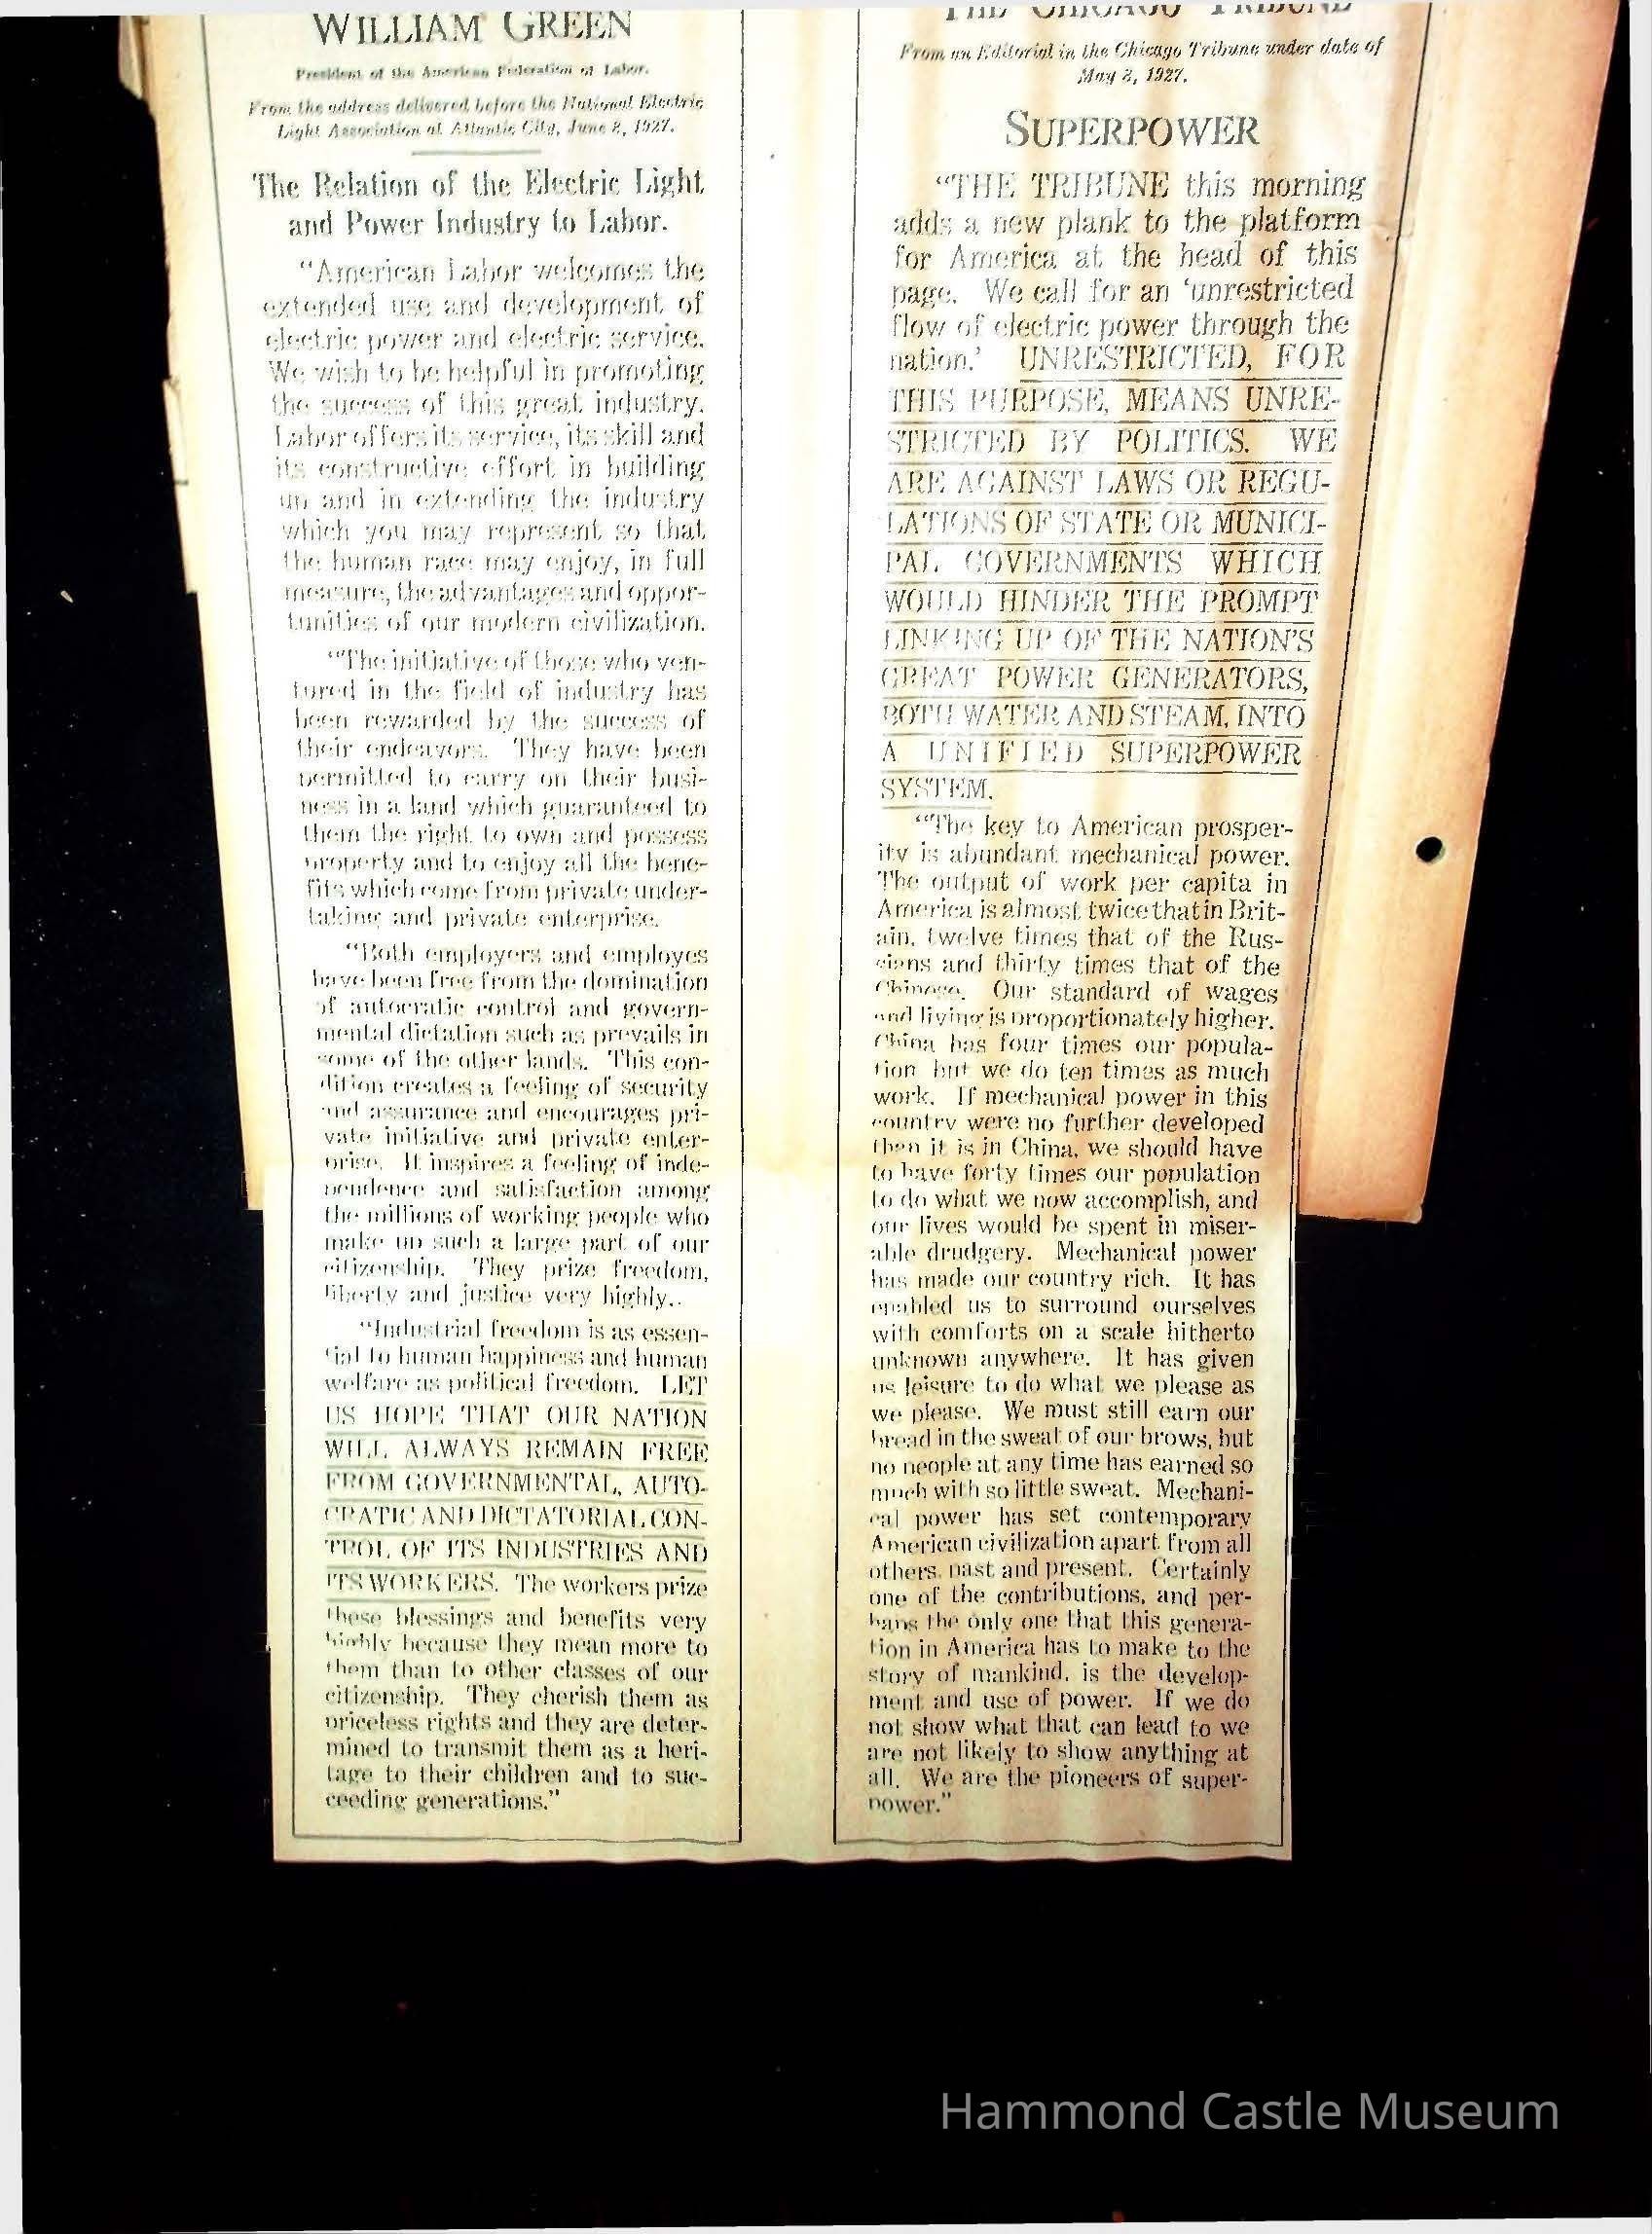 WILLIAM GREEN
President of the American Federation of Labor.
From the address delivered before the National Electric
Light Association at Atlantic City, June 8, 1927.
The Relation of the Electric Light
and Power Industry to Labor.
"American Labor welcomes the
extended use and development of
electric power and electric service.
We wish to be helpful in promoting
the success of this great industry.
Labor offers its service, its skill and
its constructive effort in building
up and in extending the industry
which you may represent so that
the human race may enjoy, in full
measure, the advantages and oppor-
tunities of our modern civilization.
"The initiative of those who ven-
tured in the field of industry has
been rewarded by the success of
their endeavors. They have been
permitted to carry on their busi-
ness in a land which guaranteed to
them the right to own and possess
property and to enjoy all the bene-
fits which come from private under-
taking and private enterprise.
"Both employers and employes
have been free from the domination
of autocratic control and govern-
mental dictation such as prevails in
some of the other lands. This con-
dition creates a feeling of security
and assurance and encourages pri-
vate initiative and private enter-
prise. It inspires a feeling of inde-
pendence and satisfaction among
the millions of working people who
make up such a large part of our
citizenship. They prize freedom,
liberty and justice very highly..
"Industrial freedom is as essen-
tial to human happiness and human
welfare as political freedom. LET
US HOPE THAT OUR NATION
WILL ALWAYS REMAIN FREE
FROM GOVERNMENTAL, AUTO-
CRATIC AND DICTATORIAL CON-
TROL OF ITS INDUSTRIES AND
ITS WORKERS. The workers prize
these blessings and benefits very
highly because they mean more to
them than to other classes of our
citizenship. They cherish them as
priceless rights and they are deter-
mined to transmit them as a heri-
tage to their children and to suc-
ceeding generations."
THE CHICAGO TRIBUNE
From an Editorial in the Chicago Tribune under date of
May 2, 1927.
SUPERPOWER
"THE TRIBUNE this morning
adds a new plank to the platform
for America at the head of this
page. We call for an 'unrestricted
flow of electric power through the
nation.' UNRESTRICTED, FOR
THIS PURPOSE, MEANS UNRE-
STRICTED BY POLITICS. WE
ARE AGAINST LAWS OR REGU-
LATIONS OF STATE OR MUNICI-
PAL GOVERNMENTS WHICH
WOULD HINDER THE PROMPT
LINKING UP OF THE NATION'S
GREAT POWER GENERATORS,
BOTH WATER AND STEAM, INTO
A UNIFIED SUPERPOWER
SYSTEM.
"The key to American prosper-
ity is abundant mechanical power.
The output of work per capita in
America is almost twice that in Brit-
ain, twelve times that of the Rus-
sians and thirty times that of the
Chinese. Our standard of wages
and living is proportionately higher.
China has four times our popula-
tion but we do ten times as much
work. If mechanical power in this
country were no further developed
than it is in China, we should have
to have forty times our population
to do what we now accomplish, and
our lives would be spent in miser-
able drudgery. Mechanical power
has made our country rich. It has
enabled us to surround ourselves
with comforts on a scale hitherto
unknown anywhere. It has given
us leisure to do what we please as
we please. We must still earn our
bread in the sweat of our brows, but
no people at any time has earned so
much with so little sweat. Mechani-
cal power has set contemporary
American civilization apart from all
others, past and present. Certainly
one of the contributions, and per-
haps the only one that this genera-
tion in America has to make to the
story of mankind, is the develop-
ment and use of power. If we do
not show what that can lead to we
are not likely to show anything at
all. We are the pioneers of super-
power."
Hammond Castle Museum